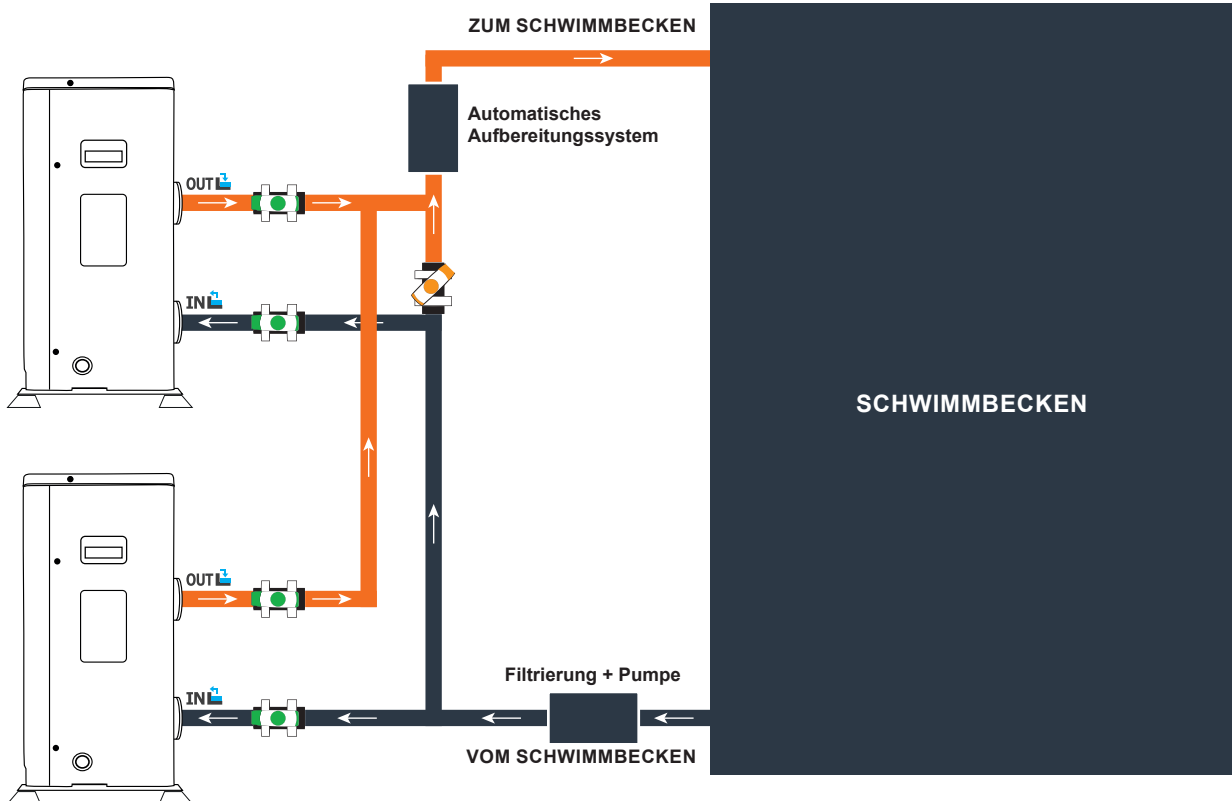 ZUM SCHWIMMBECKEN
Automatisches
Aufbereitungssystem
OUT
IN
SCHWIMMBECKEN
OUT
Filtrierung + Pumpe
IN
VOM SCHWIMMBECKEN